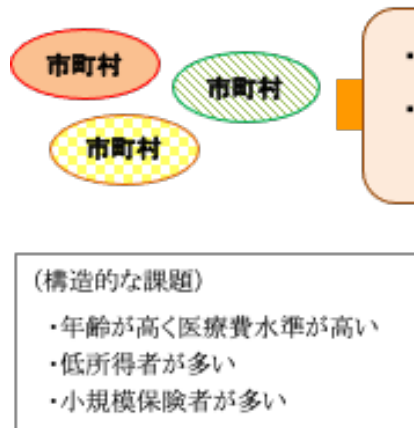 市町村
市町村
市町村
・
・
(構造的な課題)
・年齢が高く医療費水準が高い
・低所得者が多い
・小規模保険者が多い